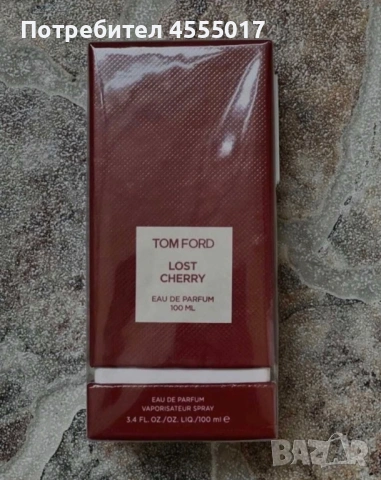 Потребител 4555017
TOM FORD
LOST
CHERRY
EAU DE PARFUM
100 ML
EAU DE PARFUM
VAPORISATEUR SPRAY
3.4 FL. OZ./OZ. LIQ./100 ml ℮
BAZAR